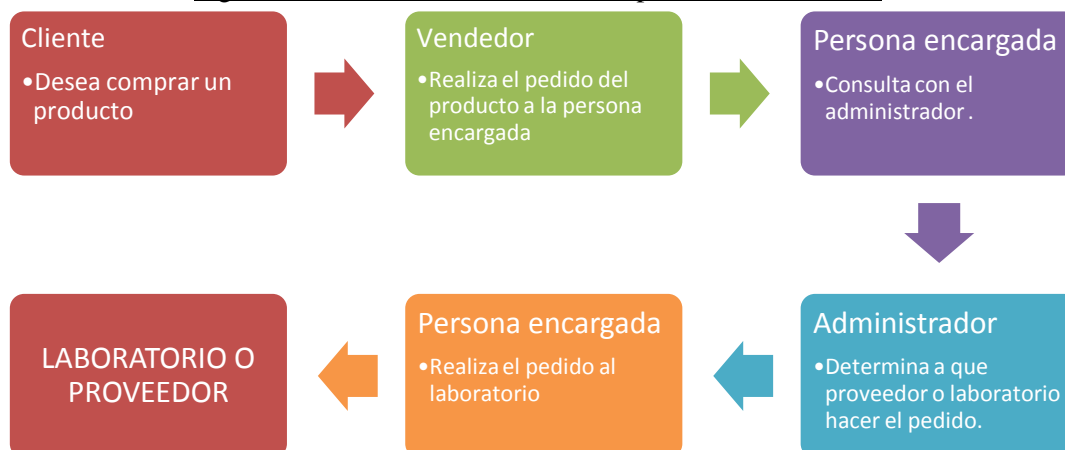 Cliente
•Desea comprar un
producto
Vendedor
•Realiza el pedido del
producto a la persona
encargada
Persona encargada
•Consulta con el
administrador .
LABORATORIO O
PROVEEDOR
Persona encargada
•Realiza el pedido al
laboratorio
Administrador
•Determina a que
proveedor o laboratorio
hacer el pedido.